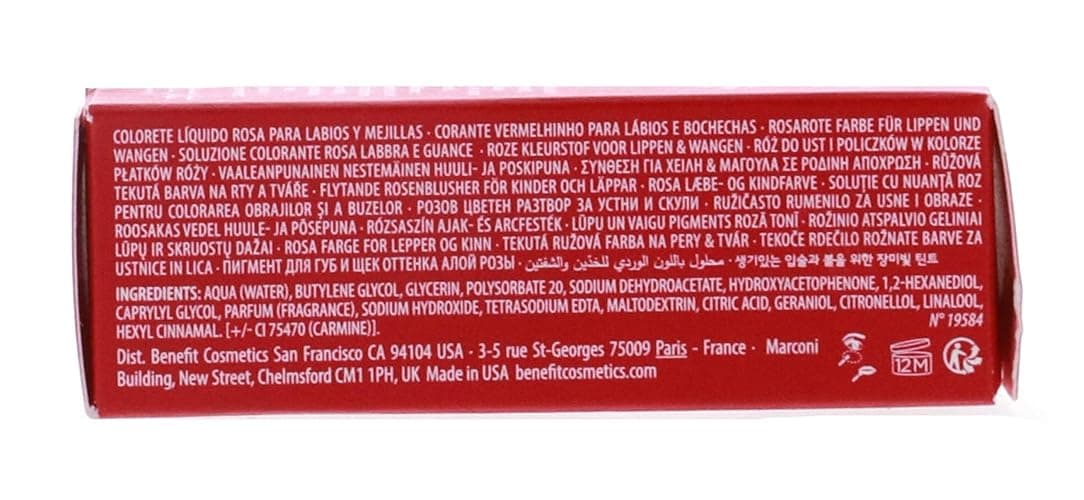 COLORETE LÍQUIDO ROSA PARA LABIOS Y MEJILLAS · CORANTE VERMELHINHO PARA LÁBIOS E BOCHECHAS · ROSAROTE FARBE FÜR LIPPEN UND
WANGEN · SOLUZIONE COLORANTE ROSA LABBRA E GUANCE · ROZE KLEURSTOF VOOR LIPPEN & WANGEN · RÓŻ DO UST I POLICZKÓW W KOLORZE
PŁATKÓW RÓŻY · VAALEANPUNAINEN NESTEMÄINEN HUULI- JA POSKIPUNA · ΣΥΝΘΕΣΗ ΓΙΑ ΧΕΙΛΗ & ΜΑΓΟΥΛΑ ΣΕ ΡΟΔΙΝΗ ΑΠΟΧΡΩΣΗ · RŮŽOVÁ
TEKUTÁ BARVA NA RTY A TVÁŘE · FLYTANDE ROSENBLUSHER FÖR KINDER OCH LÄPPAR · ROSA LÆBE- OG KINDFARVE · SOLUŢIE CU NUANŢĂ ROZ
PENTRU COLORAREA OBRAJILOR ŞI A BUZELOR · РОЗОВ ЦВЕТЕН РАЗТВОР ЗА УСТНИ И СКУЛИ · RUŽIČASTO RUMENILO ZA USNE I OBRAZE ·
ROOSAKAS VEDEL HUULE- JA PÕSEPUNA · RÓZSASZÍN AJAK- ÉS ARCFESTÉK · LŪPU UN VAIGU PIGMENTS ROZĀ TONĪ · ROŽINIO ATSPALVIO GELINIAI
LŪPŲ IR SKRUOSTŲ DAŽAI · ROSA FARGE FOR LEPPER OG KINN · TEKUTÁ RUŽOVÁ FARBA NA PERY & TVÁR · TEKOČE RDEČILO ROŽNATE BARVE ZA
USTNICE IN LICA · ПИГМЕНТ ДЛЯ ГУБ И ЩЕК ОТТЕНКА АЛОЙ РОЗЫ · محلول باللون الوردي للخدّين والشفتين · 생기있는 입술과 볼을 위한 장미빛 틴트
INGREDIENTS: AQUA (WATER), BUTYLENE GLYCOL, GLYCERIN, POLYSORBATE 20, SODIUM DEHYDROACETATE, HYDROXYACETOPHENONE, 1,2-HEXANEDIOL,
CAPRYLYL GLYCOL, PARFUM (FRAGRANCE), SODIUM HYDROXIDE, TETRASODIUM EDTA, MALTODEXTRIN, CITRIC ACID, GERANIOL, CITRONELLOL, LINALOOL,
HEXYL CINNAMAL. [+/- CI 75470 (CARMINE)].
N° 19584
Dist. Benefit Cosmetics San Francisco CA 94104 USA · 3-5 rue St-Georges 75009 Paris - France · Marconi
Building, New Street, Chelmsford CM1 1PH, UK Made in USA benefitcosmetics.com
12M